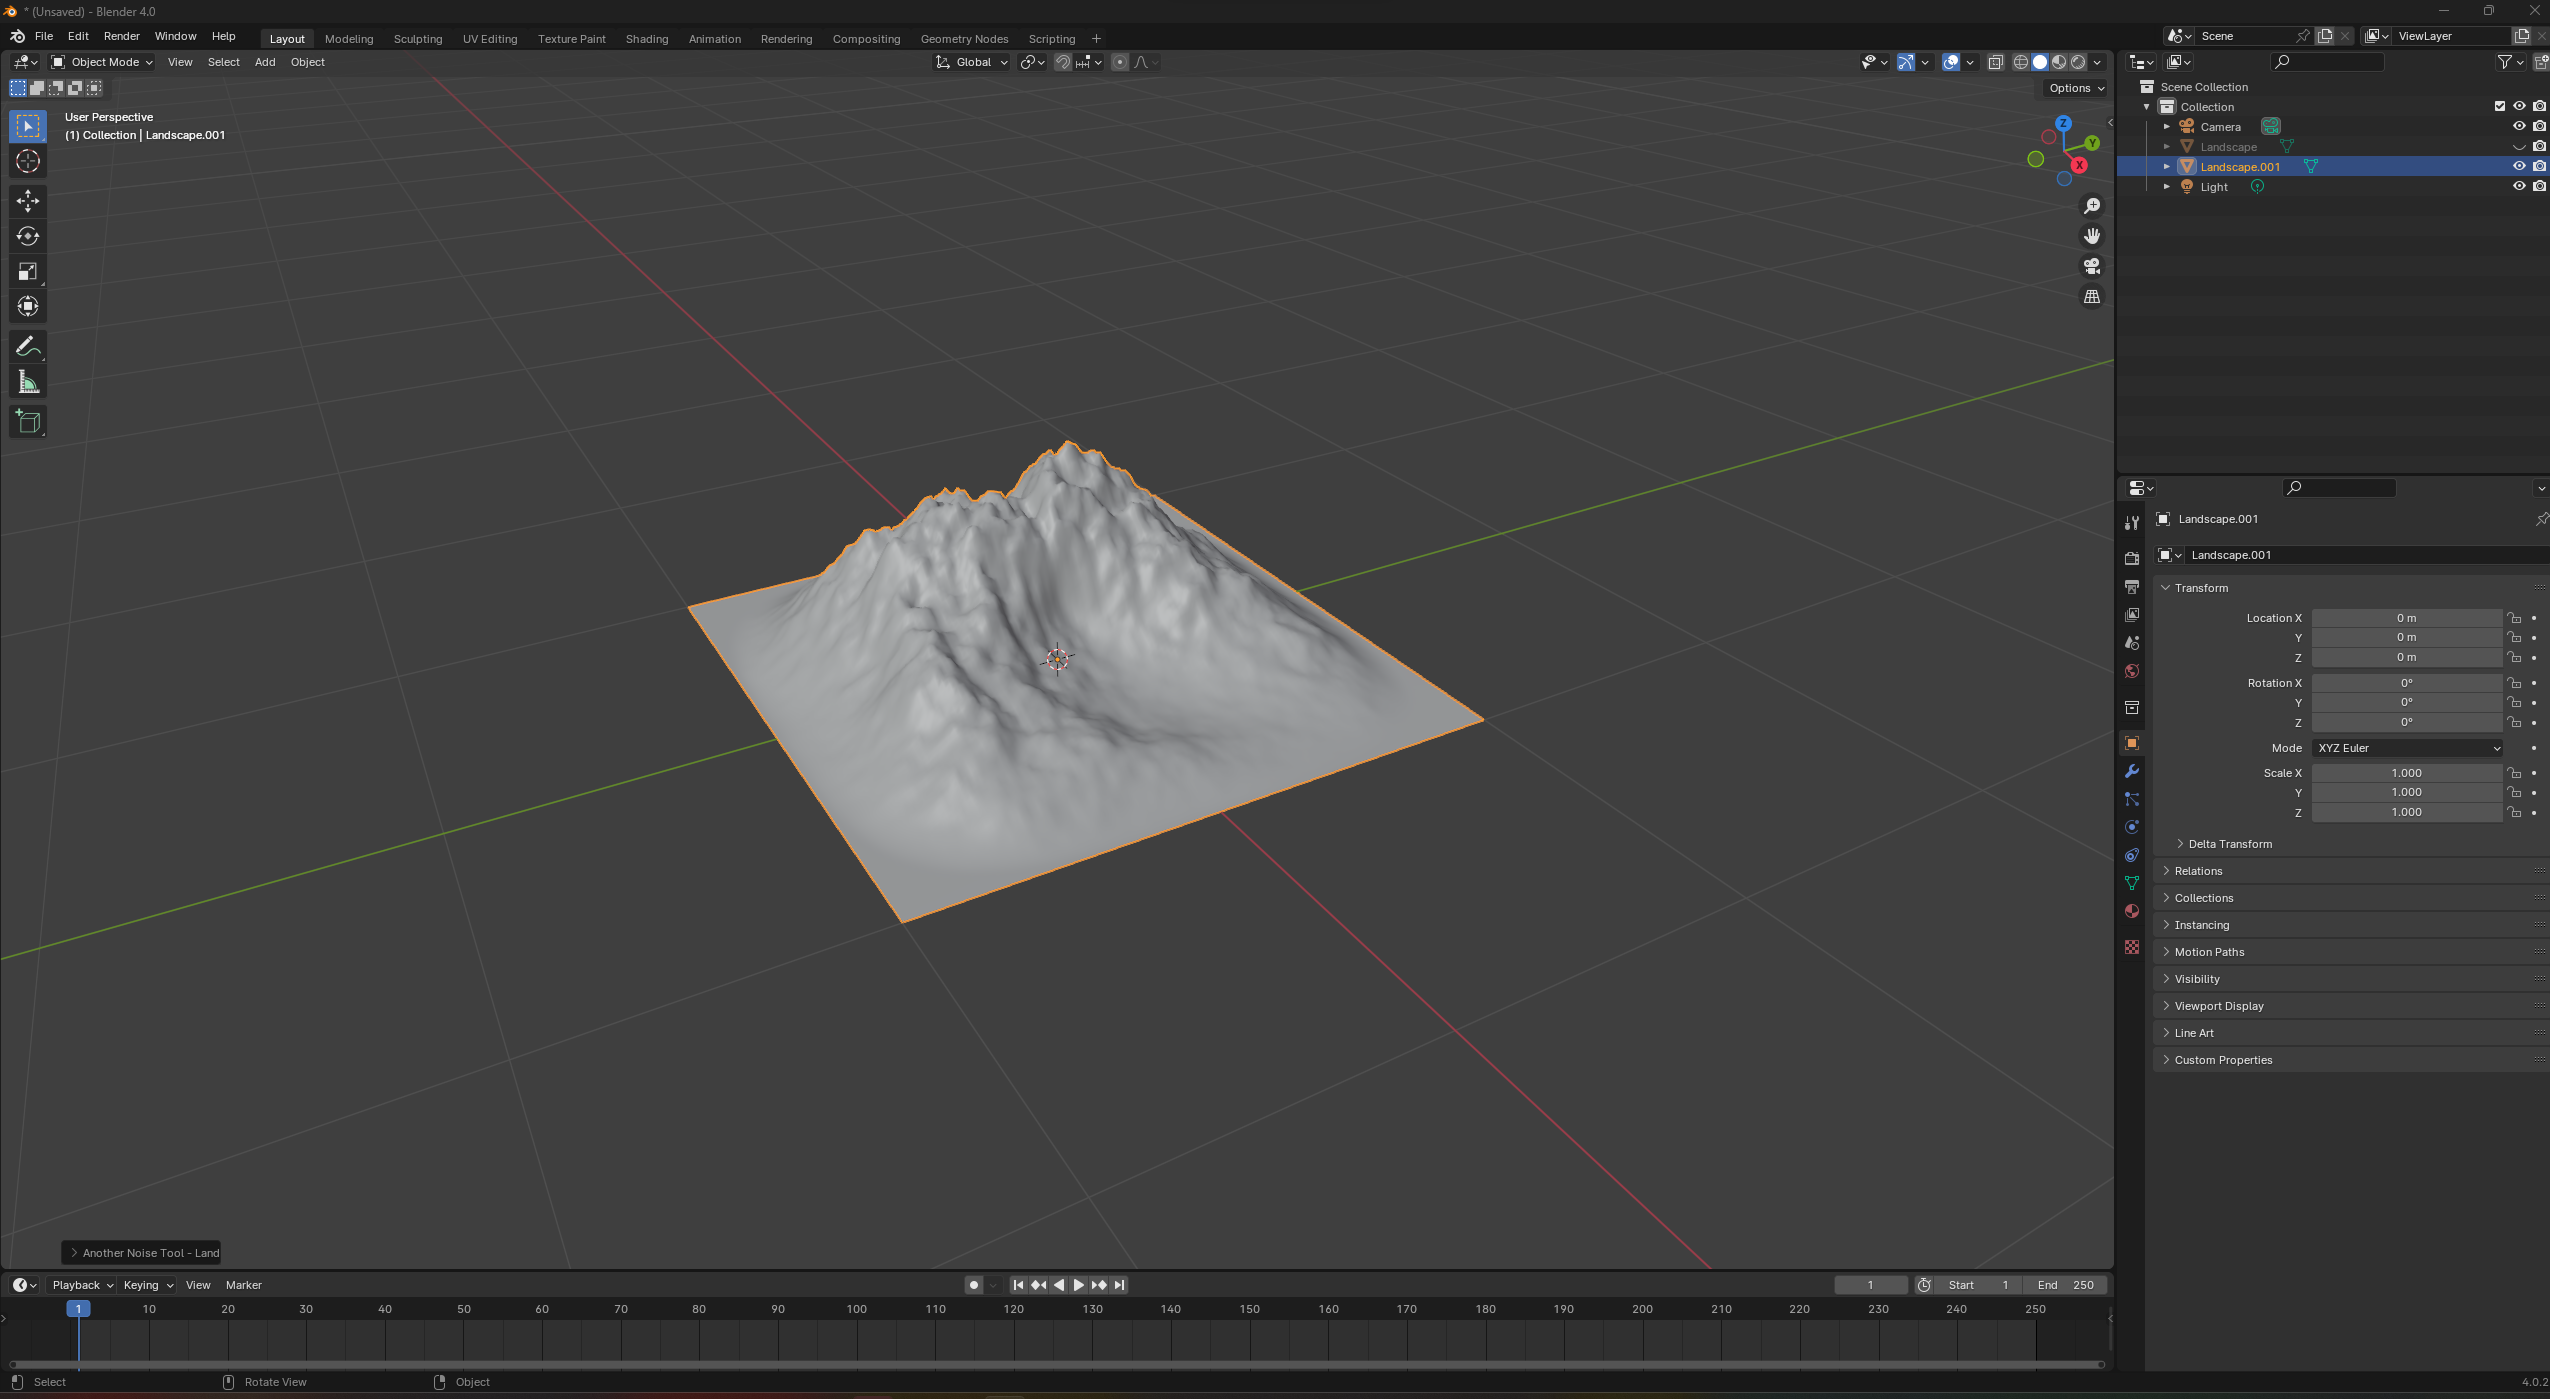 * (Unsaved) - Blender 4.0
File Edit Render Window Help Layout Modeling Sculpting UV Editing Texture Paint Shading Animation Rendering Compositing Geometry Nodes Scripting + Scene ViewLayer
Object Mode View Select Add Object Global
Options
User Perspective
(1) Collection | Landscape.001
Z
Y
X
Scene Collection
Collection
Camera
Landscape
Landscape.001
Light
Landscape.001
Landscape.001
Transform
Location X 0 m
Y 0 m
Z 0 m
Rotation X 0°
Y 0°
Z 0°
Mode XYZ Euler
Scale X 1.000
Y 1.000
Z 1.000
Delta Transform
Relations
Collections
Instancing
Motion Paths
Visibility
Viewport Display
Line Art
Custom Properties
Another Noise Tool - Land
Playback Keying View Marker 1 Start 1 End 250
1 10 20 30 40 50 60 70 80 90 100 110 120 130 140 150 160 170 180 190 200 210 220 230 240 250
Select Rotate View Object 4.0.2